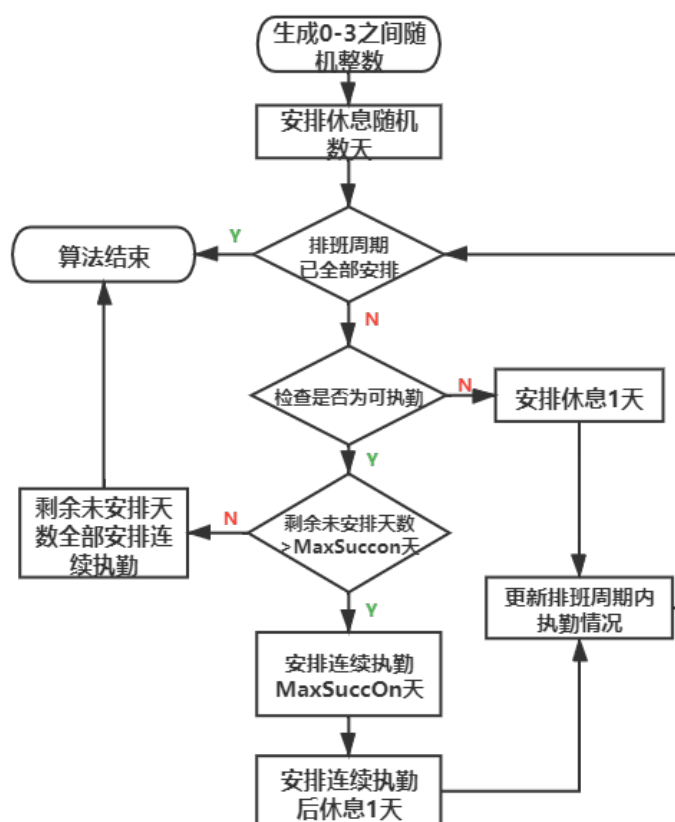 生成0-3之间随
机整数
安排休息随机
数天
排班周期
已全部安排
Y
算法结束
N
检查是否为可执勤
N
安排休息1天
Y
剩余未安排天数
>MaxSuccon天
N
剩余未安排天
数全部安排连
续执勤
更新排班周期内
执勤情况
Y
安排连续执勤
MaxSuccOn天
安排连续执勤
后休息1天